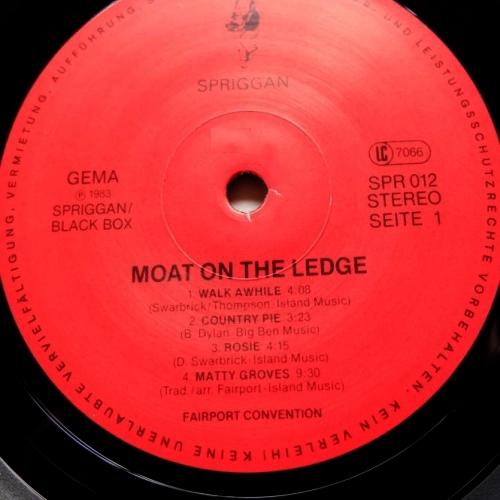 SPRIGGAN
GEMA
℗ 1983
SPRIGGAN/
BLACK BOX
LC 7066
SPR 012
STEREO
SEITE 1
MOAT ON THE LEDGE
1. WALK AWHILE 4:08
(Swarbrick/Thompson-Island Music)
2. COUNTRY PIE 3:23
(B. Dylan-Big Ben Music)
3. ROSIE 4:15
(D. Swarbrick-Island-Music)
4. MATTY GROVES 9:30
(Trad./arr. Fairport-Island Music)
FAIRPORT CONVENTION
UND LEISTUNGSSCHUTZRECHTE VORBEHALTEN. KEIN VERLEIH! KEINE UNERLAUBTE VERVIELFÄLTIGUNG, VERMIETUNG, AUFFÜHRUNG,